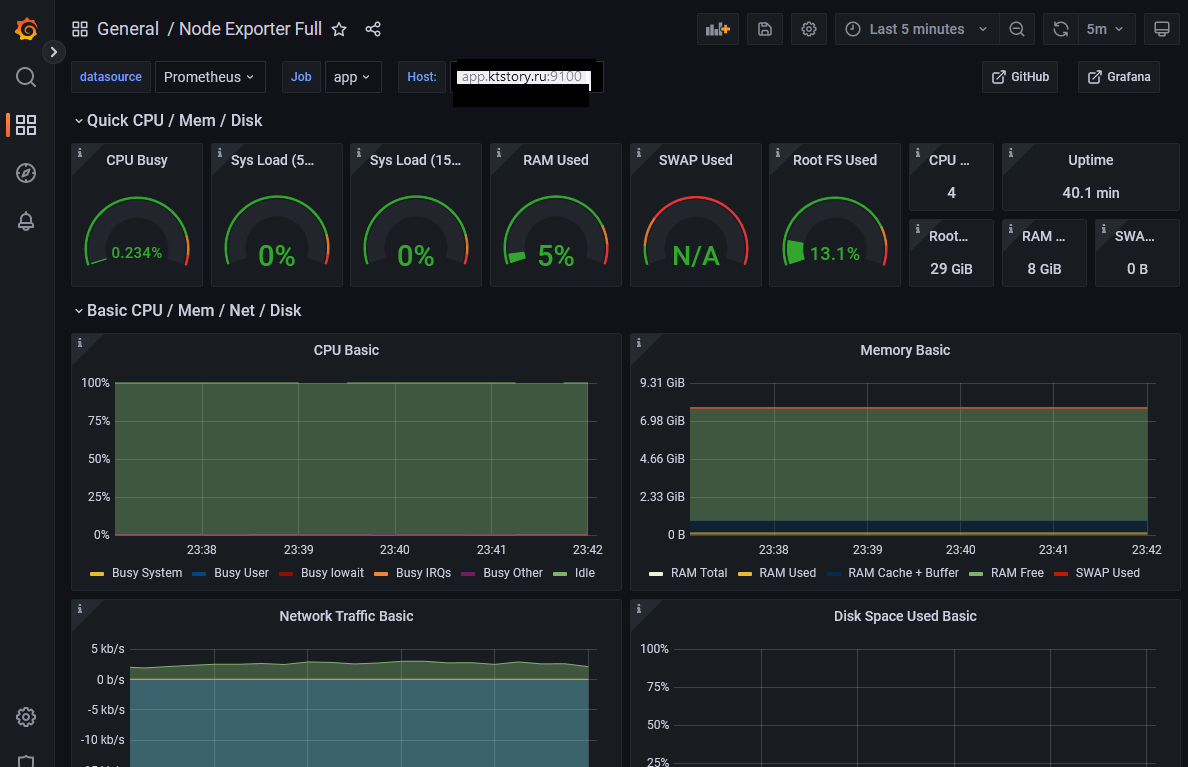 General / Node Exporter Full
Last 5 minutes
5m
datasource Prometheus Job app Host: app.ktstory.ru:9100 GitHub Grafana
Quick CPU / Mem / Disk
CPU Busy
0.234%
Sys Load (5...
0%
Sys Load (15...
0%
RAM Used
5%
SWAP Used
N/A
Root FS Used
13.1%
CPU ...
4
Uptime
40.1 min
Root...
29 GiB
RAM ...
8 GiB
SWA...
0 B
Basic CPU / Mem / Net / Disk
CPU Basic
100%
75%
50%
25%
0%
23:38 23:39 23:40 23:41 23:42
Busy System Busy User Busy Iowait Busy IRQs Busy Other Idle
Memory Basic
9.31 GiB
6.98 GiB
4.66 GiB
2.33 GiB
0 B
23:38 23:39 23:40 23:41 23:42
RAM Total RAM Used RAM Cache + Buffer RAM Free SWAP Used
Network Traffic Basic
5 kb/s
0 b/s
-5 kb/s
-10 kb/s
Disk Space Used Basic
100%
75%
50%
25%